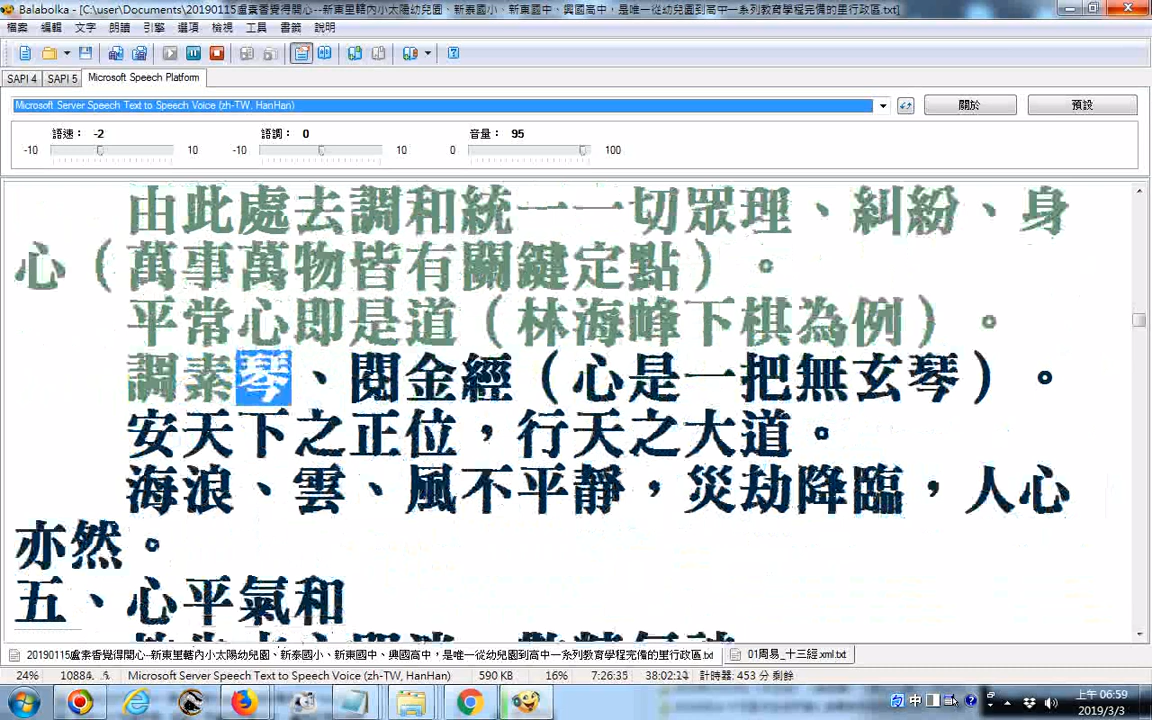 Balabolka - [C:\user\Documents\20190115盧素香覺得開心--新東里轄內小太陽幼兒園、新泰國小、新東國中、興國高中，是唯一從幼兒園到高中一系列教育學程完備的里行政區.txt]
檔案 編輯 文字 朗讀 引擎 選項 檢視 工具 書籤 說明
SAPI 4 SAPI 5 Microsoft Speech Platform
Microsoft Server Speech Text to Speech Voice (zh-TW, HanHan) 關於 預設
語速： -2 語調： 0 音量： 95
-10 10 -10 10 0 100
由此處去調和統一一切眾理、糾紛、身
心（萬事萬物皆有關鍵定點）。
平常心即是道（林海峰下棋為例）。
調素琴、閱金經（心是一把無玄琴）。
安天下之正位，行天之大道。
海浪、雲、風不平靜，災劫降臨，人心
亦然。
五、心平氣和
20190115盧素香覺得開心--新東里轄內小太陽幼兒園、新泰國小、新東國中、興國高中，是唯一從幼兒園到高中一系列教育學程完備的里行政區.txt 01周易_十三經.xml.txt
24% Microsoft Server Speech Text to Speech Voice (zh-TW, HanHan) 590 KB 16% 7:26:35 計時器: 453 分 剩餘
中 上午 06:59
2019/3/3